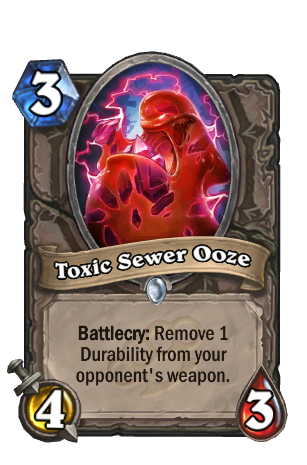 3
Toxic Sewer Ooze
Battlecry: Remove 1
Durability from your
opponent's weapon.
4
3